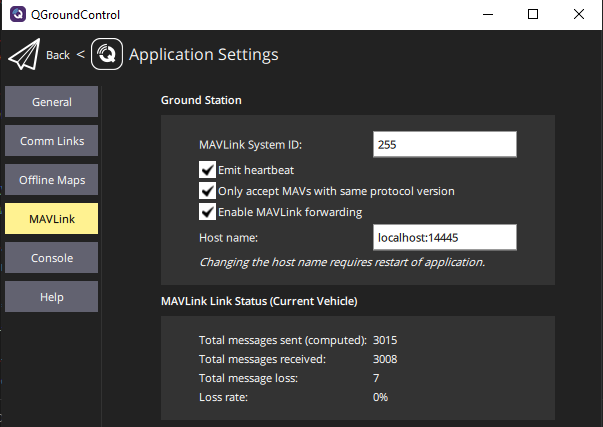 QGroundControl
Back < Application Settings
General
Comm Links
Offline Maps
MAVLink
Console
Help
Ground Station
MAVLink System ID: 255
Emit heartbeat
Only accept MAVs with same protocol version
Enable MAVLink forwarding
Host name: localhost:14445
Changing the host name requires restart of application.
MAVLink Link Status (Current Vehicle)
Total messages sent (computed): 3015
Total messages received: 3008
Total message loss: 7
Loss rate: 0%